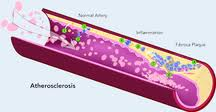 Normal Artery
Inflammation
Fibrous Plaque
Atherosclerosis